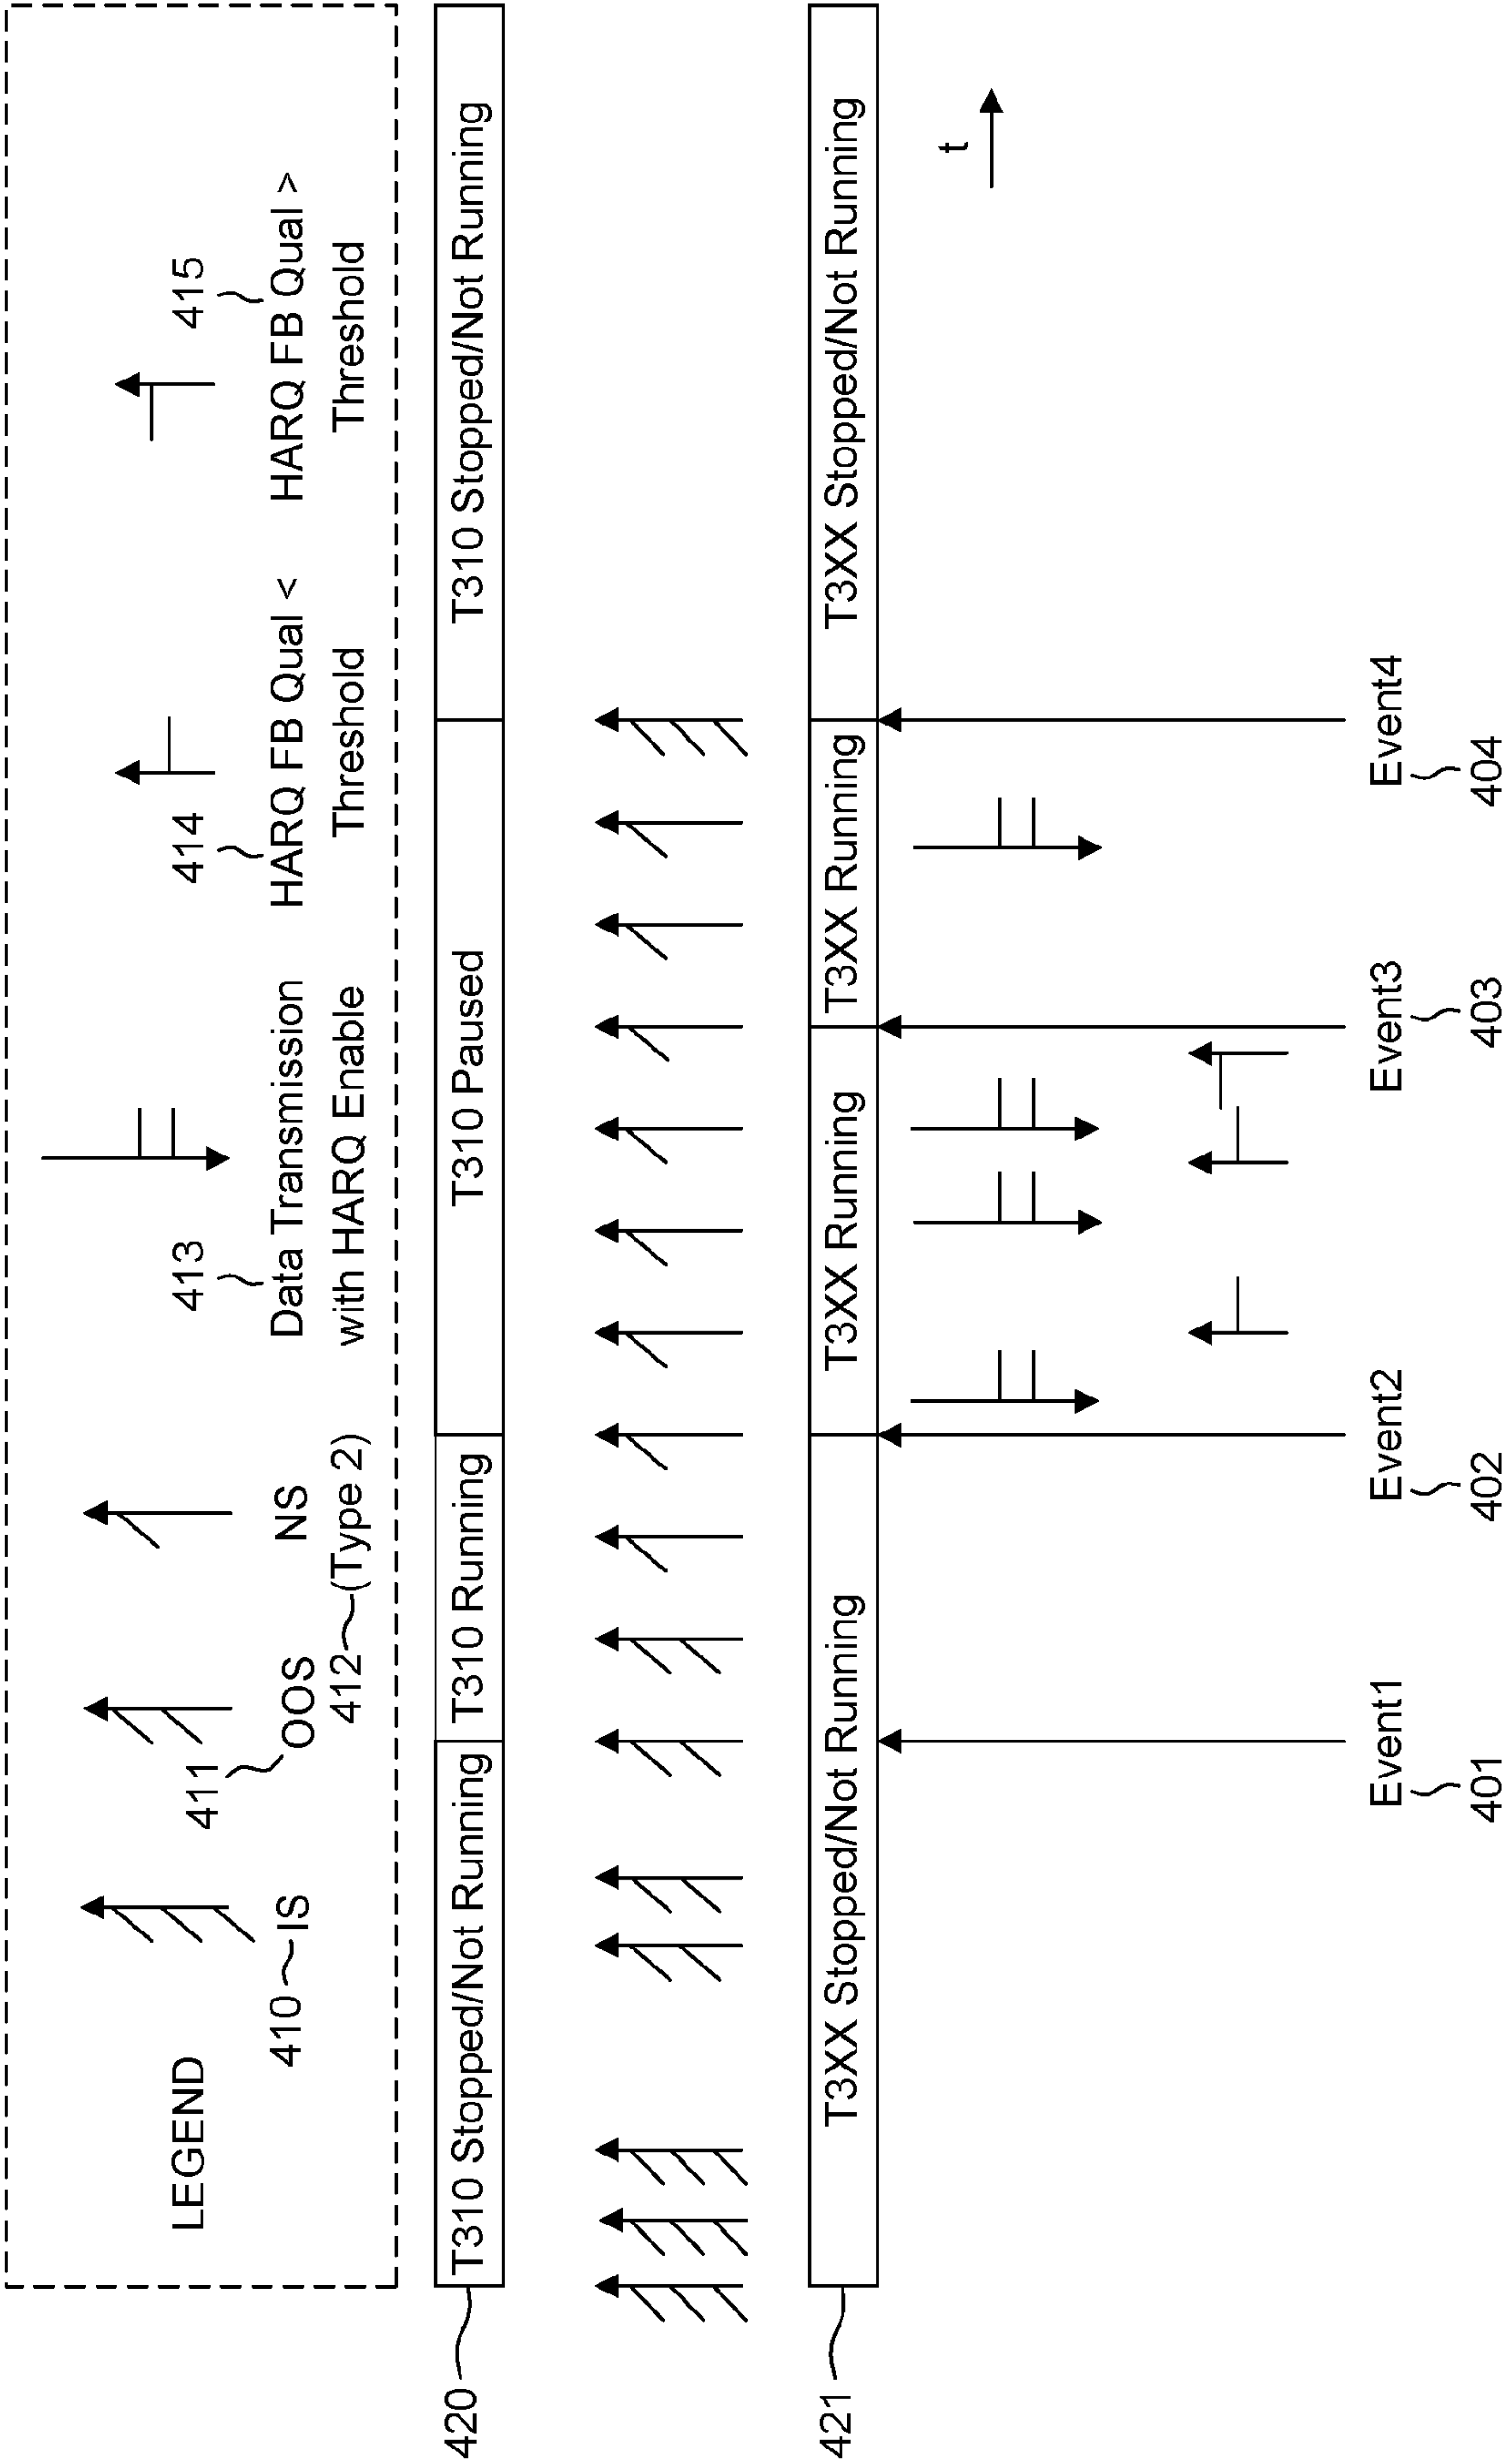 LEGEND
410
IS
411
OOS
NS
412
(Type 2)
413
Data Transmission
with HARQ Enable
414
HARQ FB Qual <
Threshold
415
HARQ FB Qual >
Threshold
420
T310 Stopped/Not Running
T310 Running
T310 Paused
T310 Stopped/Not Running
421
T3XX Stopped/Not Running
T3XX Running
T3XX Running
T3XX Stopped/Not Running
t
Event1
401
Event2
402
Event3
403
Event4
404